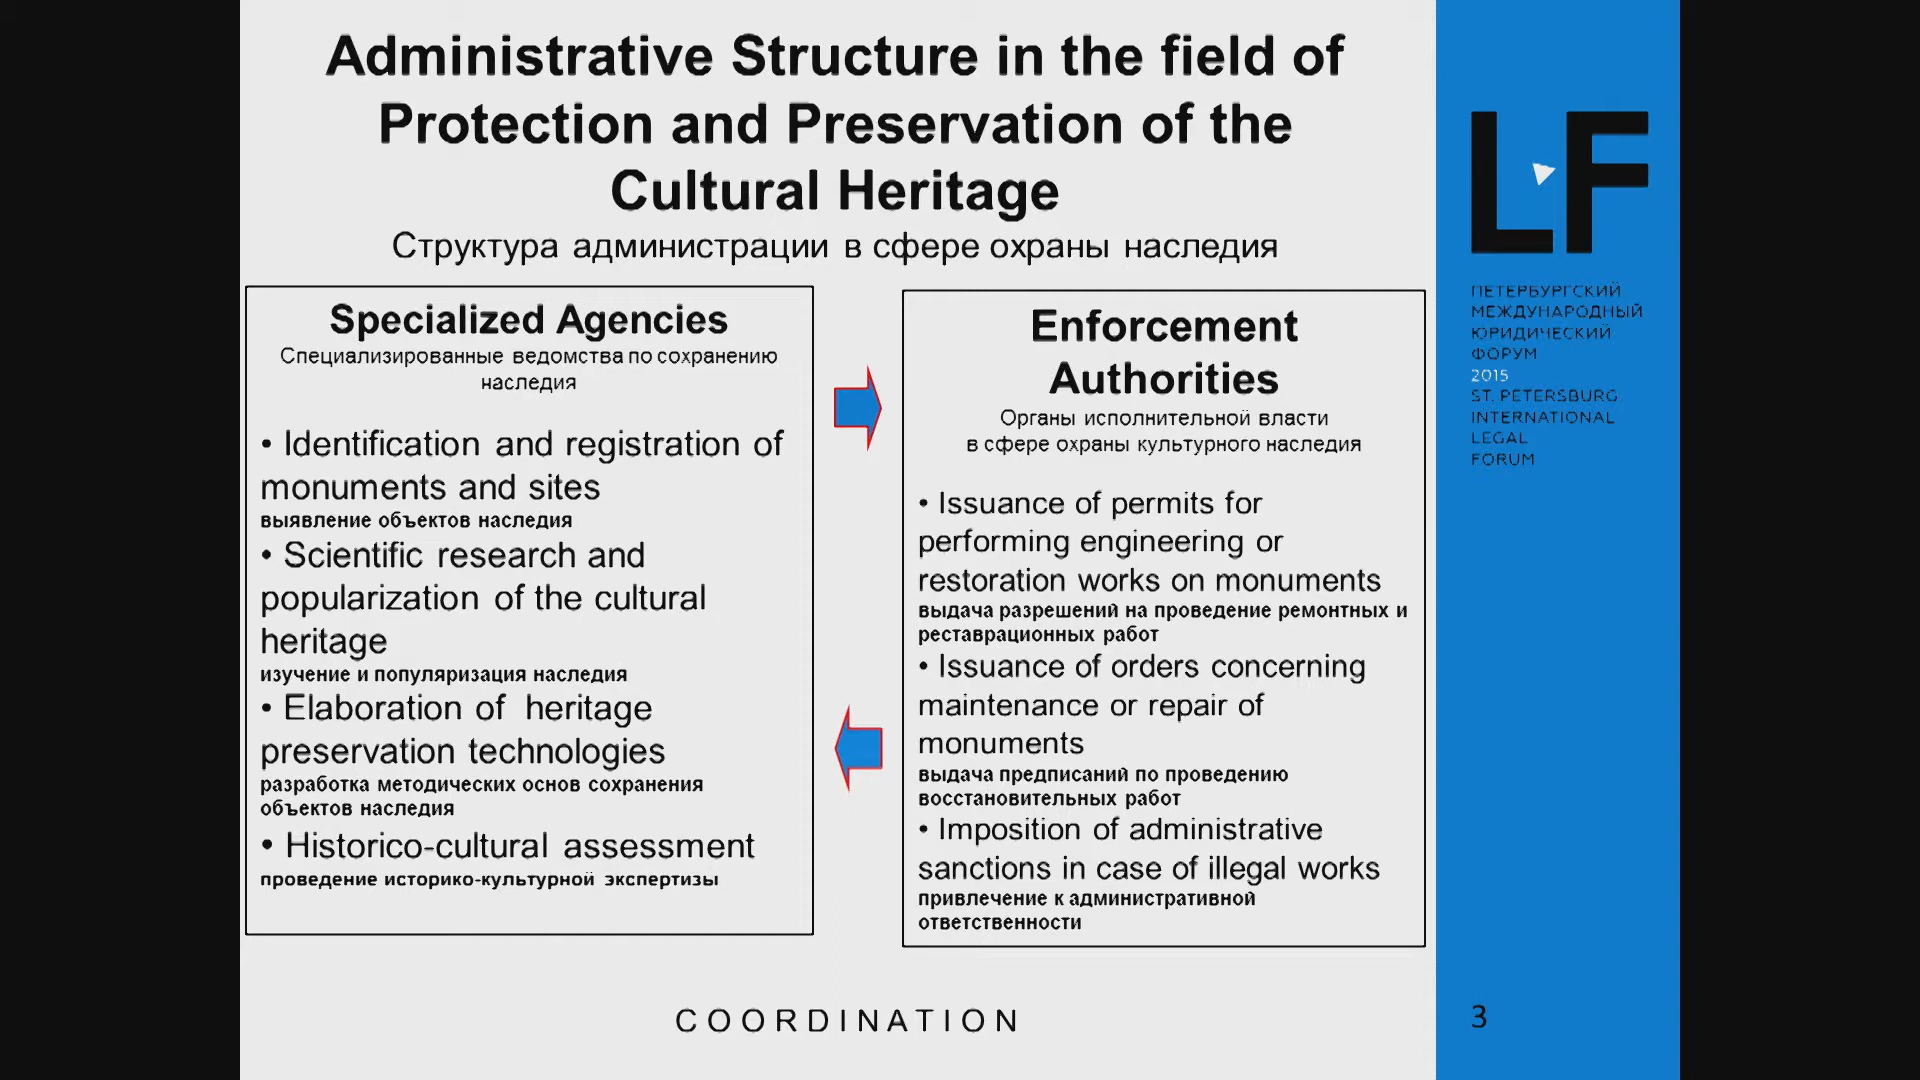 Administrative Structure in the field of
Protection and Preservation of the
Cultural Heritage
Структура администрации в сфере охраны наследия
Specialized Agencies
Специализированные ведомства по сохранению
наследия
• Identification and registration of
monuments and sites
выявление объектов наследия
• Scientific research and
popularization of the cultural
heritage
изучение и популяризация наследия
• Elaboration of heritage
preservation technologies
разработка методических основ сохранения
объектов наследия
• Historico-cultural assessment
проведение историко-культурной экспертизы
Enforcement
Authorities
Органы исполнительной власти
в сфере охраны культурного наследия
• Issuance of permits for
performing engineering or
restoration works on monuments
выдача разрешений на проведение ремонтных и
реставрационных работ
• Issuance of orders concerning
maintenance or repair of
monuments
выдача предписаний по проведению
восстановительных работ
• Imposition of administrative
sanctions in case of illegal works
привлечение к административной
ответственности
COORDINATION
LF
ПЕТЕРБУРГСКИЙ
МЕЖДУНАРОДНЫЙ
ЮРИДИЧЕСКИЙ
ФОРУМ
2015
ST. PETERSBURG
INTERNATIONAL
LEGAL
FORUM
3